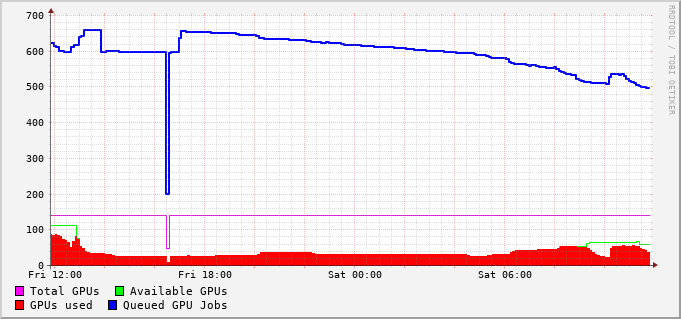 RRDTOOL / TOBI OETIKER
700
600
500
400
300
200
100
0
Fri 12:00 Fri 18:00 Sat 00:00 Sat 06:00
Total GPUs Available GPUs
GPUs used Queued GPU Jobs